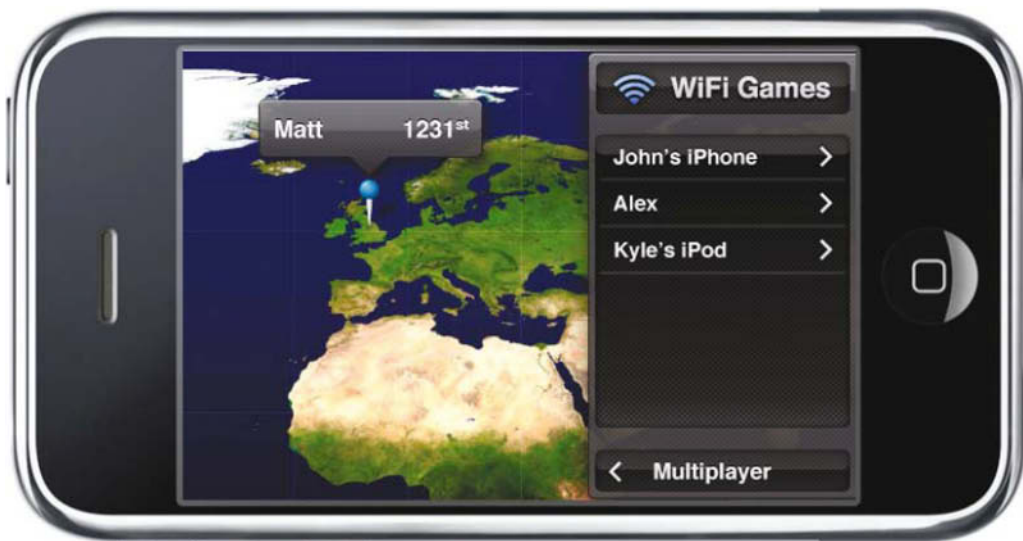 Matt 1231st
WiFi Games
John's iPhone
Alex
Kyle's iPod
Multiplayer